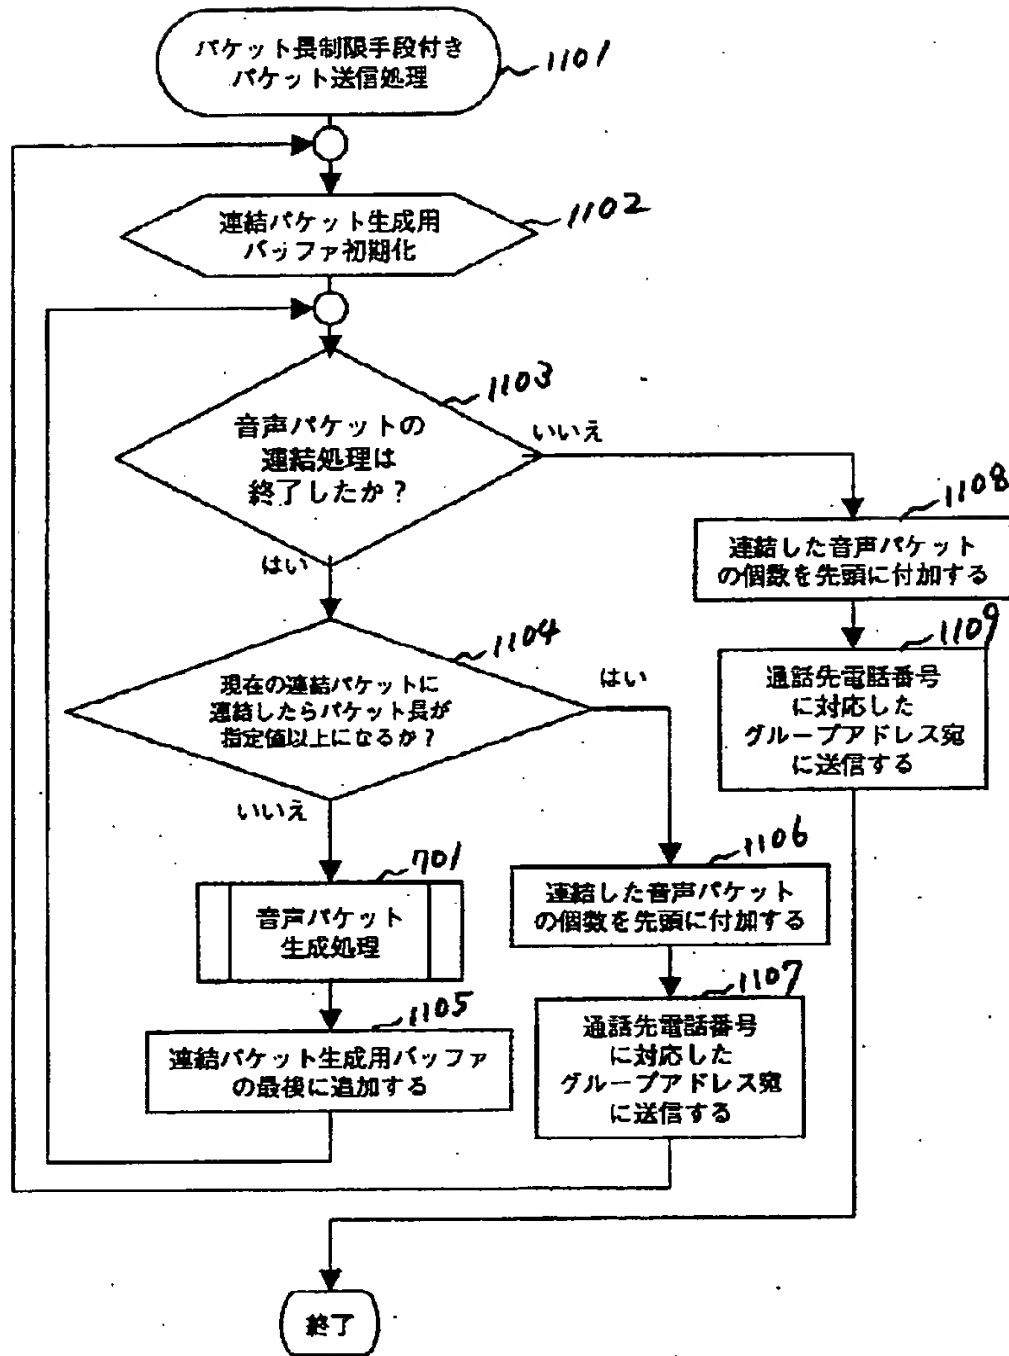 パケット長制限手段付き
パケット送信処理
1101
連結パケット生成用
バッファ初期化
1102
音声パケットの
連結処理は
終了したか？
1103
いいえ
はい
1108
連結した音声パケット
の個数を先頭に付加する
1109
通話先電話番号
に対応した
グループアドレス宛
に送信する
現在の連結パケットに
連結したらパケット長が
指定値以上になるか？
1104
はい
いいえ
701
音声パケット
生成処理
1106
連結した音声パケット
の個数を先頭に付加する
1105
連結パケット生成用バッファ
の最後に追加する
1107
通話先電話番号
に対応した
グループアドレス宛
に送信する
終了